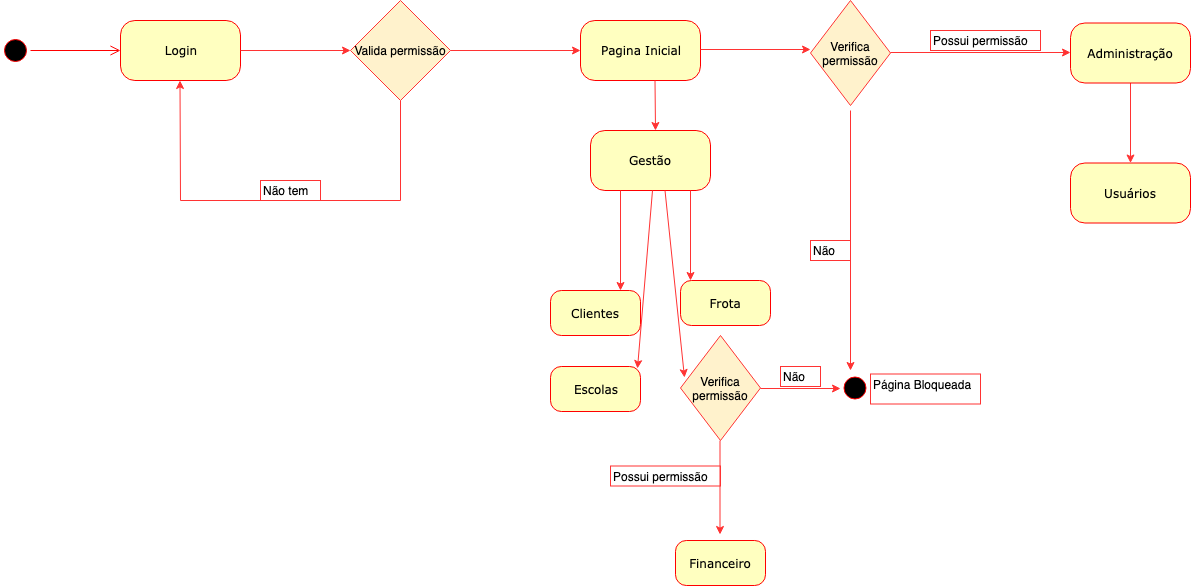 Login
Valida permissão
Pagina Inicial
Verifica
permissão
Possui permissão
Administração
Gestão
Não tem
Usuários
Não
Clientes
Frota
Escolas
Verifica
permissão
Não
Página Bloqueada
Possui permissão
Financeiro